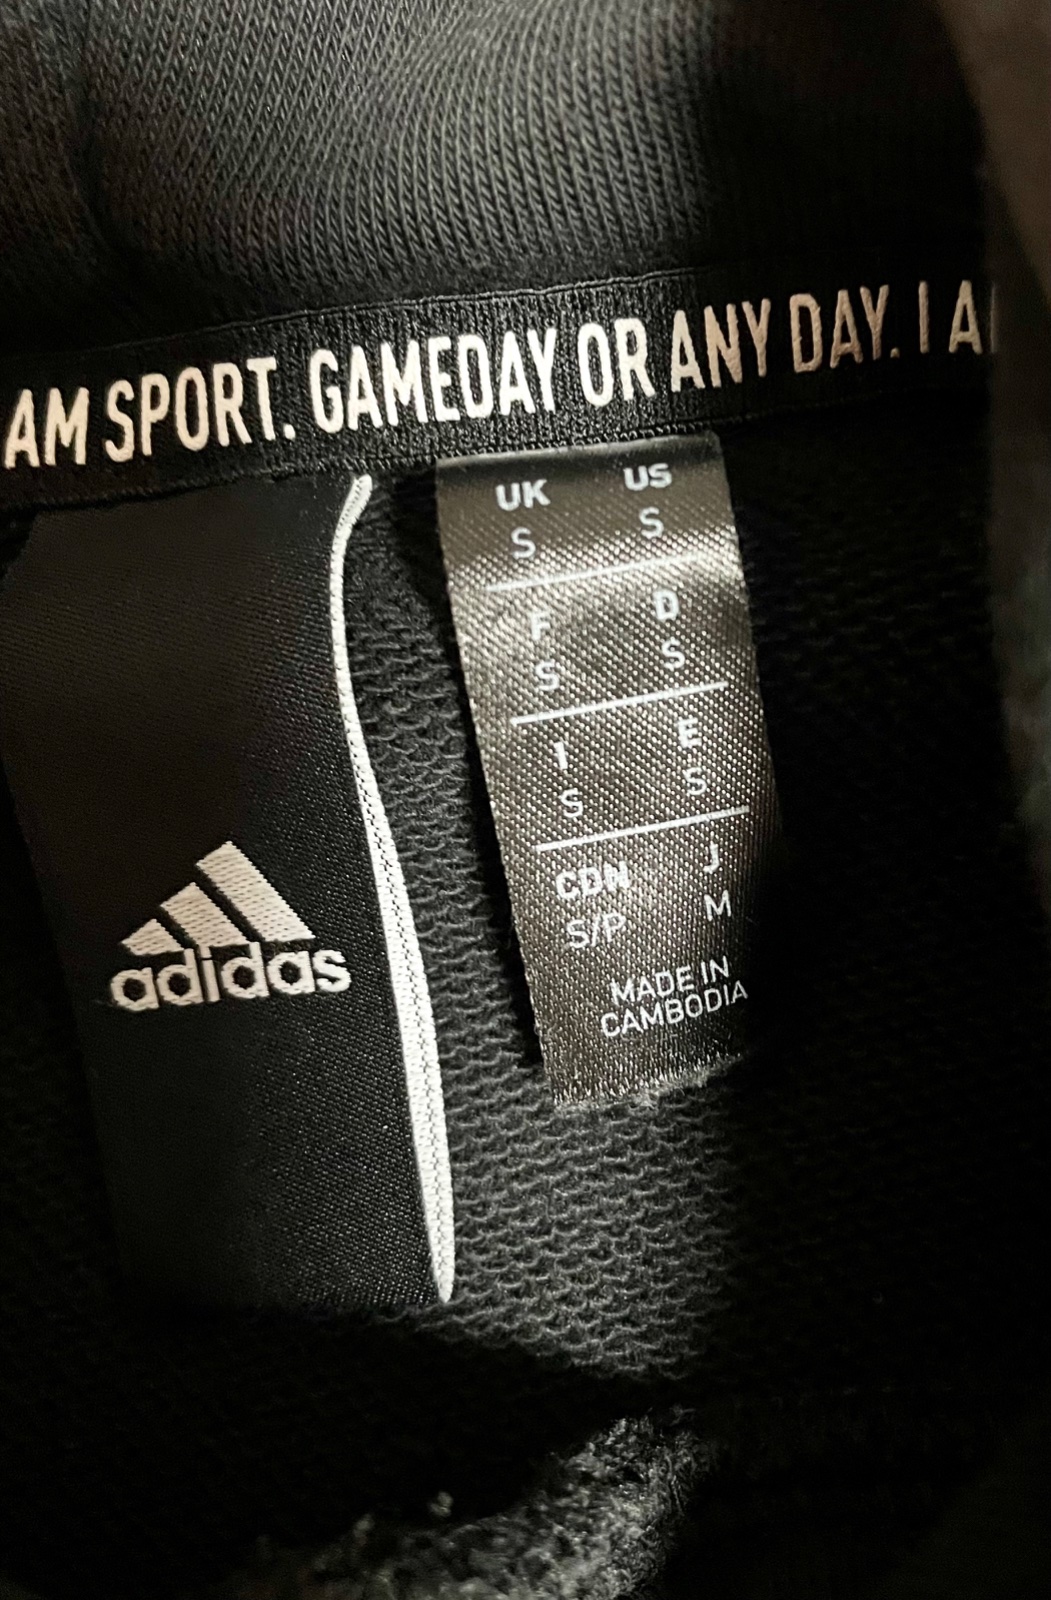 AM SPORT. GAMEDAY OR ANY DAY. I A
UK US
S S
F D
S S
I E
S S
CDN J
S/P M
MADE IN
CAMBODIA
adidas